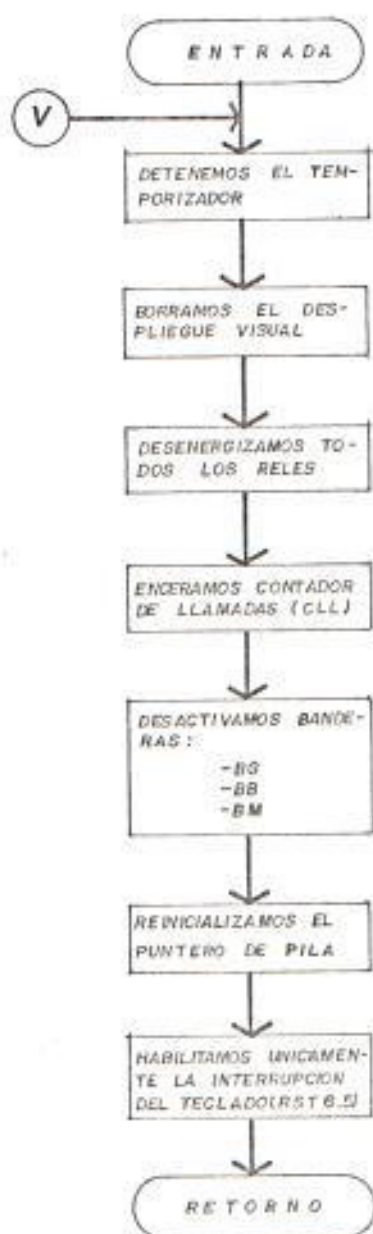 ENTRADA
V
DETENEMOS EL TEM-
PORIZADOR
BORRAMOS EL DES-
PLIEGUE VISUAL
DESENERGIZAMOS TO-
DOS LOS RELES
ENCERAMOS CONTADOR
DE LLAMADAS (CLL)
DESACTIVAMOS BANDE-
RAS:
-BG
-BB
-BM
REINICIALIZAMOS EL
PUNTERO DE PILA
HABILITAMOS UNICAMEN-
TE LA INTERRUPCION
DEL TECLADO(RST 6.5)
RETORNO